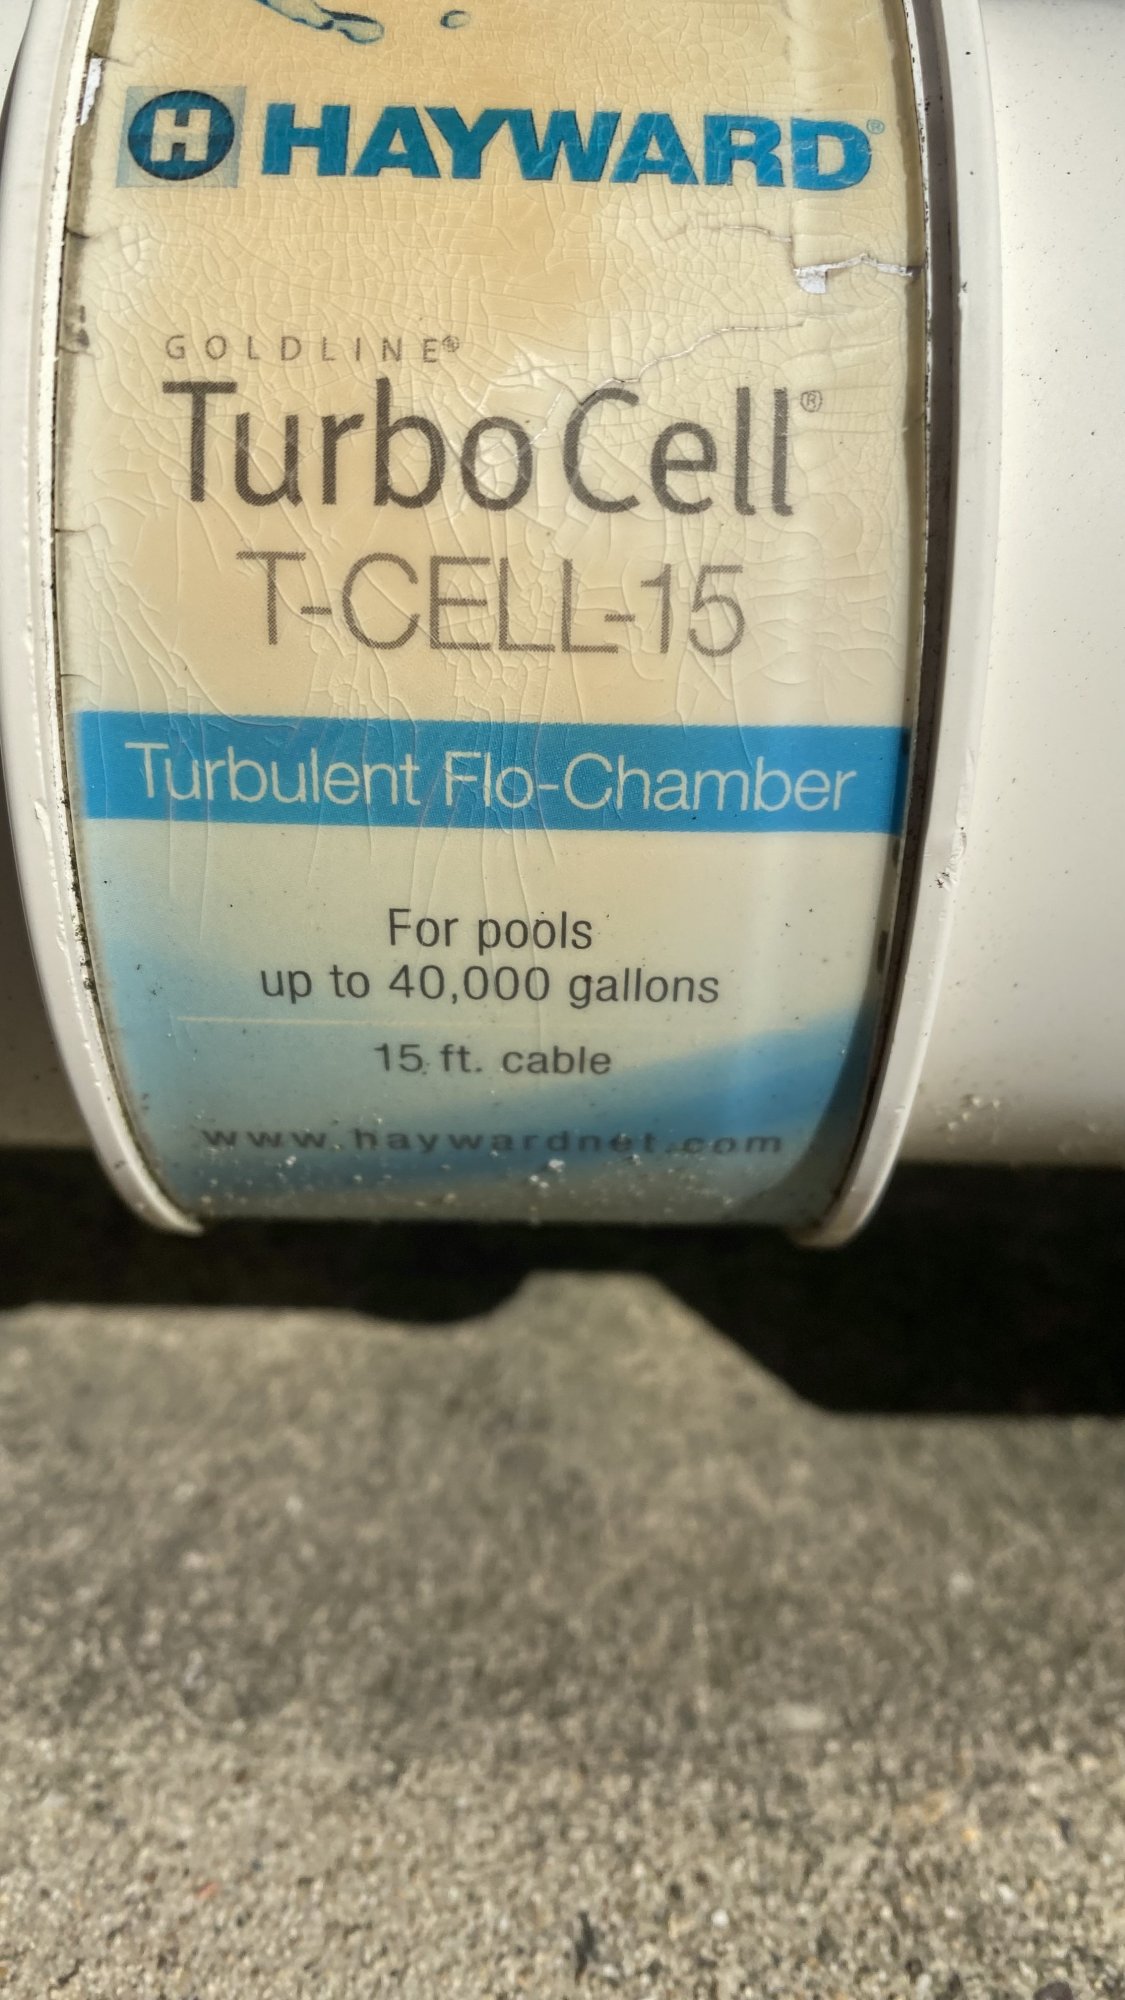 H HAYWARD®
GOLDLINE®
TurboCell®
T-CELL-15
Turbulent Flo-Chamber
For pools
up to 40,000 gallons
15 ft. cable
www.haywardnet.com